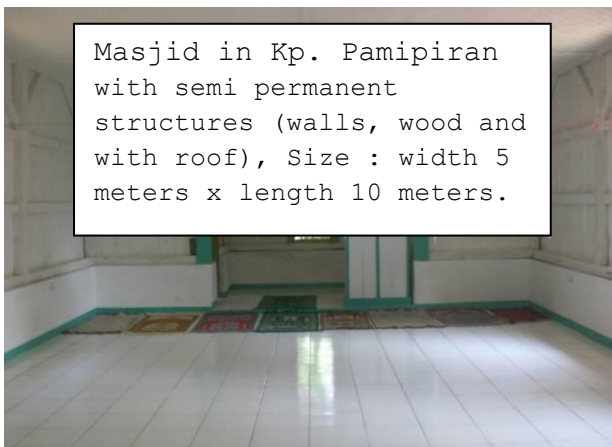 Masjid in Kp. Pamipiran
with semi permanent
structures (walls, wood and
with roof), Size : width 5
meters x length 10 meters.